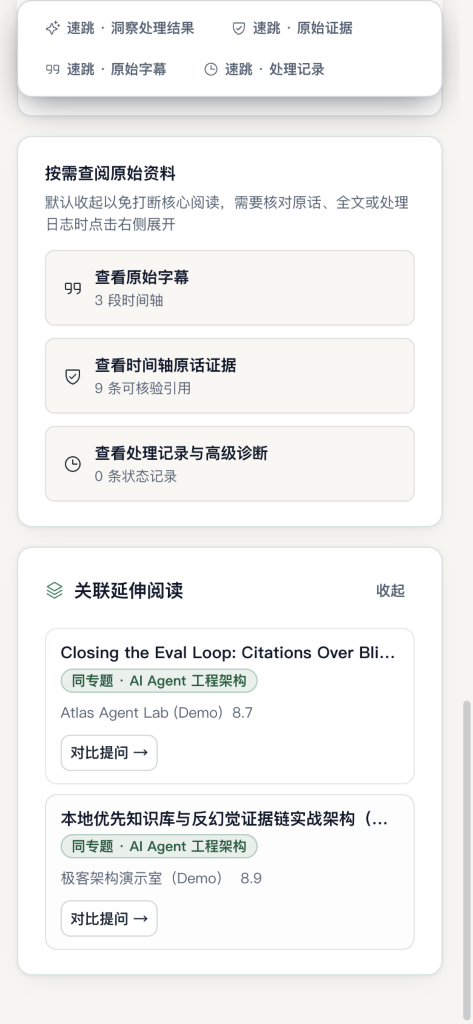 速跳 · 洞察处理结果
速跳 · 原始证据
速跳 · 原始字幕
速跳 · 处理记录
按需查阅原始资料
默认收起以免打断核心阅读，需要核对原话、全文或处理
日志时点击右侧展开
查看原始字幕
3 段时间轴
查看时间轴原话证据
9 条可核验引用
查看处理记录与高级诊断
0 条状态记录
关联延伸阅读
收起
Closing the Eval Loop: Citations Over Bli...
同专题 · AI Agent 工程架构
Atlas Agent Lab (Demo) 8.7
对比提问 →
本地优先知识库与反幻觉证据链实战架构（...
同专题 · AI Agent 工程架构
极客架构演示室（Demo） 8.9
对比提问 →